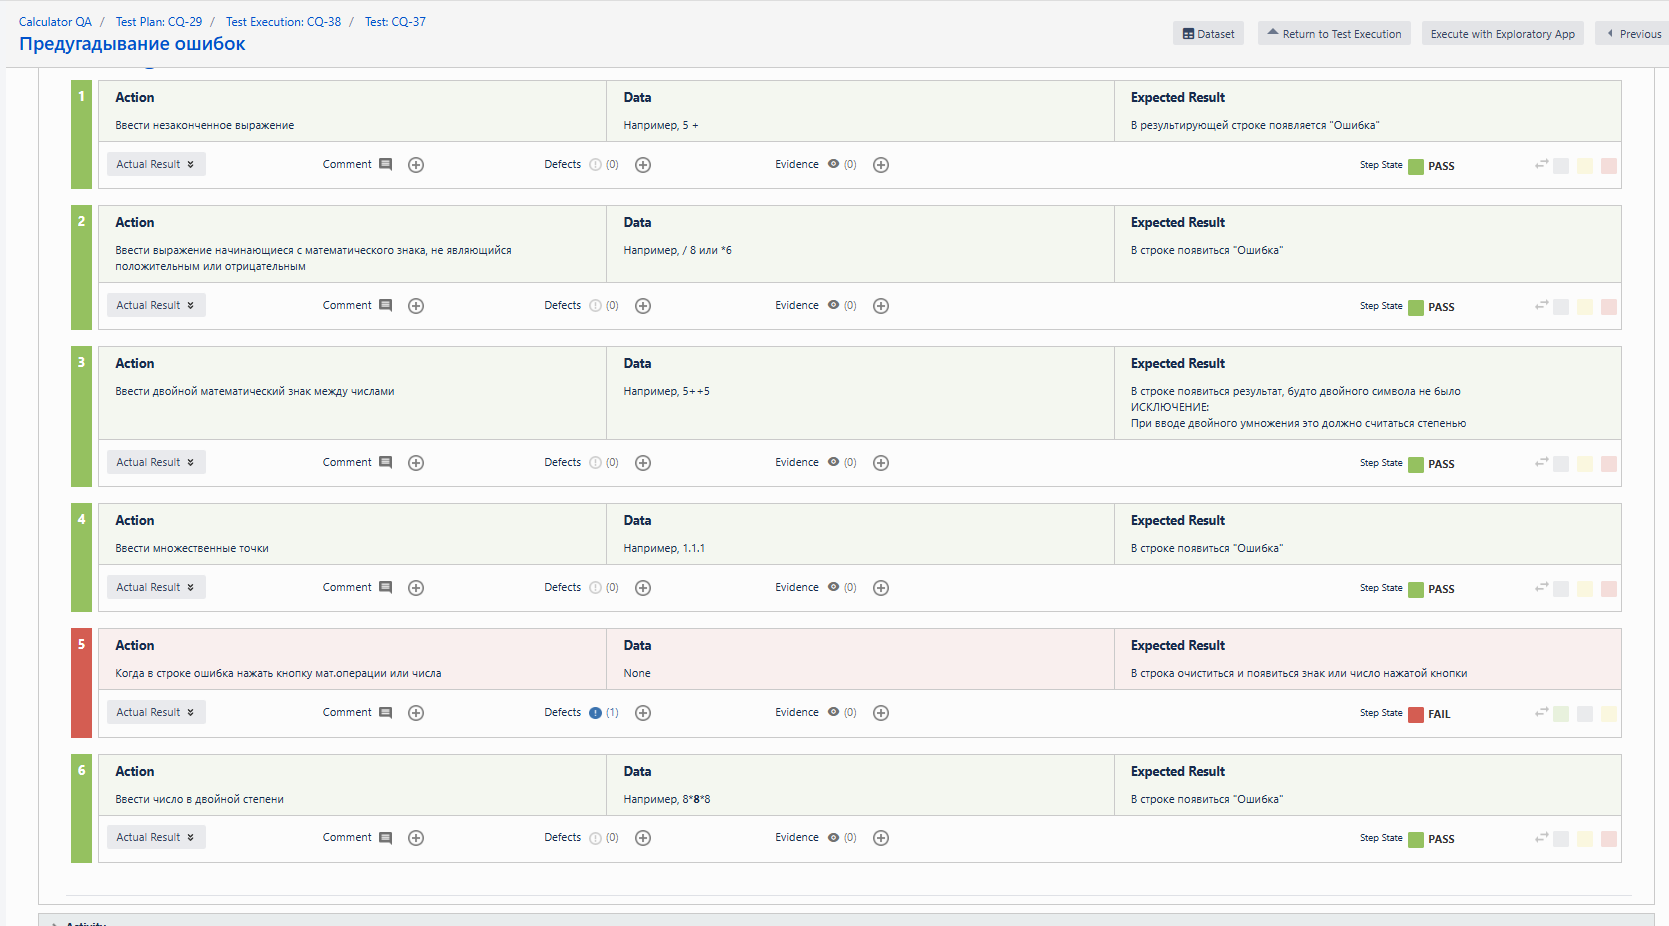 Calculator QA / Test Plan: CQ-29 / Test Execution: CQ-38 / Test: CQ-37
Предугадывание ошибок
Dataset
Return to Test Execution
Execute with Exploratory App
Previous
1
Action
Data
Expected Result
Ввести незаконченное выражение
Например, 5 +
В результирующей строке появляется "Ошибка"
Actual Result
Comment
Defects (0)
Evidence (0)
Step State PASS
2
Action
Data
Expected Result
Ввести выражение начинающиеся с математического знака, не являющийся
положительным или отрицательным
Например, / 8 или *6
В строке появиться "Ошибка"
Actual Result
Comment
Defects (0)
Evidence (0)
Step State PASS
3
Action
Data
Expected Result
Ввести двойной математический знак между числами
Например, 5++5
В строке появиться результат, будто двойного символа не было
ИСКЛЮЧЕНИЕ:
При вводе двойного умножения это должно считаться степенью
Actual Result
Comment
Defects (0)
Evidence (0)
Step State PASS
4
Action
Data
Expected Result
Ввести множественные точки
Например, 1.1.1
В строке появиться "Ошибка"
Actual Result
Comment
Defects (0)
Evidence (0)
Step State PASS
5
Action
Data
Expected Result
Когда в строке ошибка нажать кнопку мат.операции или числа
None
В строка очиститься и появиться знак или число нажатой кнопки
Actual Result
Comment
Defects (1)
Evidence (0)
Step State FAIL
6
Action
Data
Expected Result
Ввести число в двойной степени
Например, 8*8*8
В строке появиться "Ошибка"
Actual Result
Comment
Defects (0)
Evidence (0)
Step State PASS
Activity